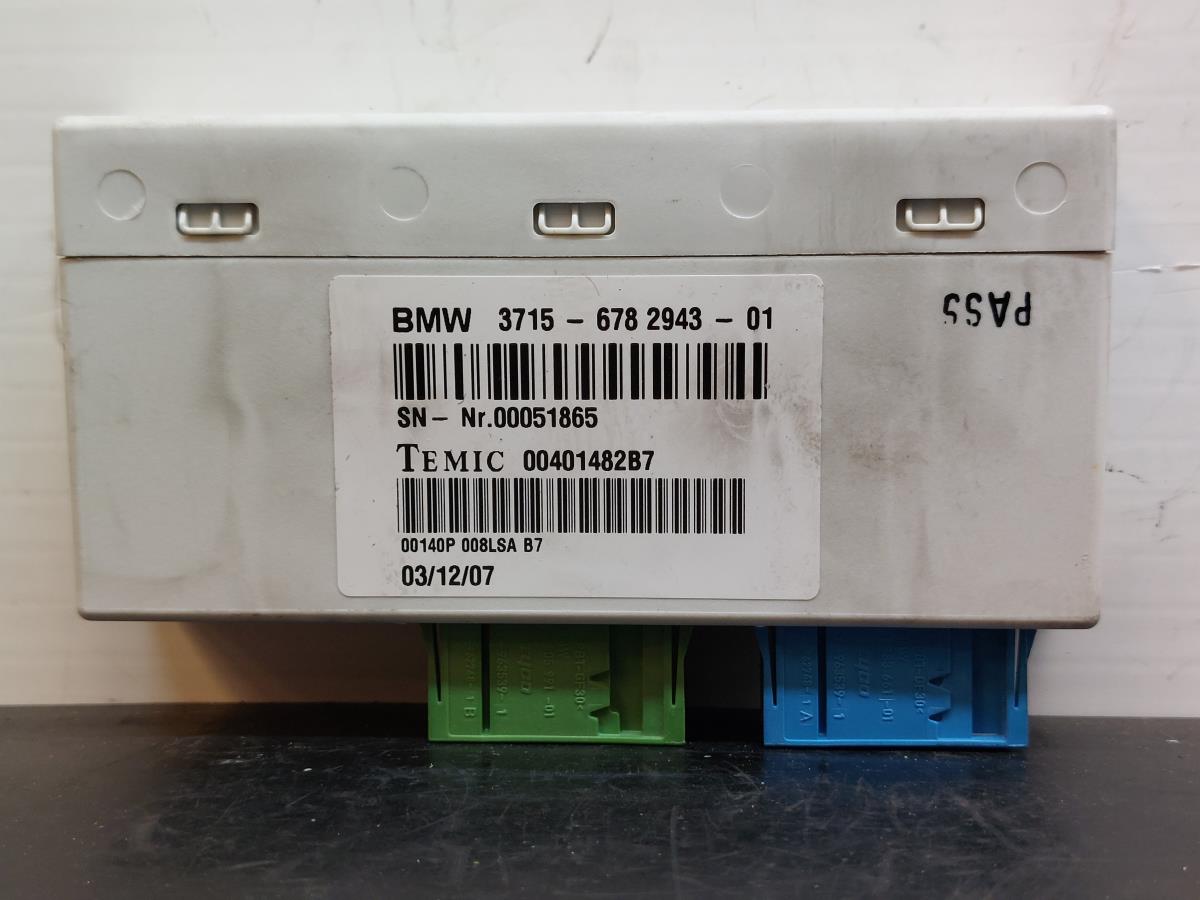 BMW 3715 - 678 2943 - 01
PASS
SN - Nr.00051865
TEMIC 00401482B7
00140P 008LSA B7
03/12/07